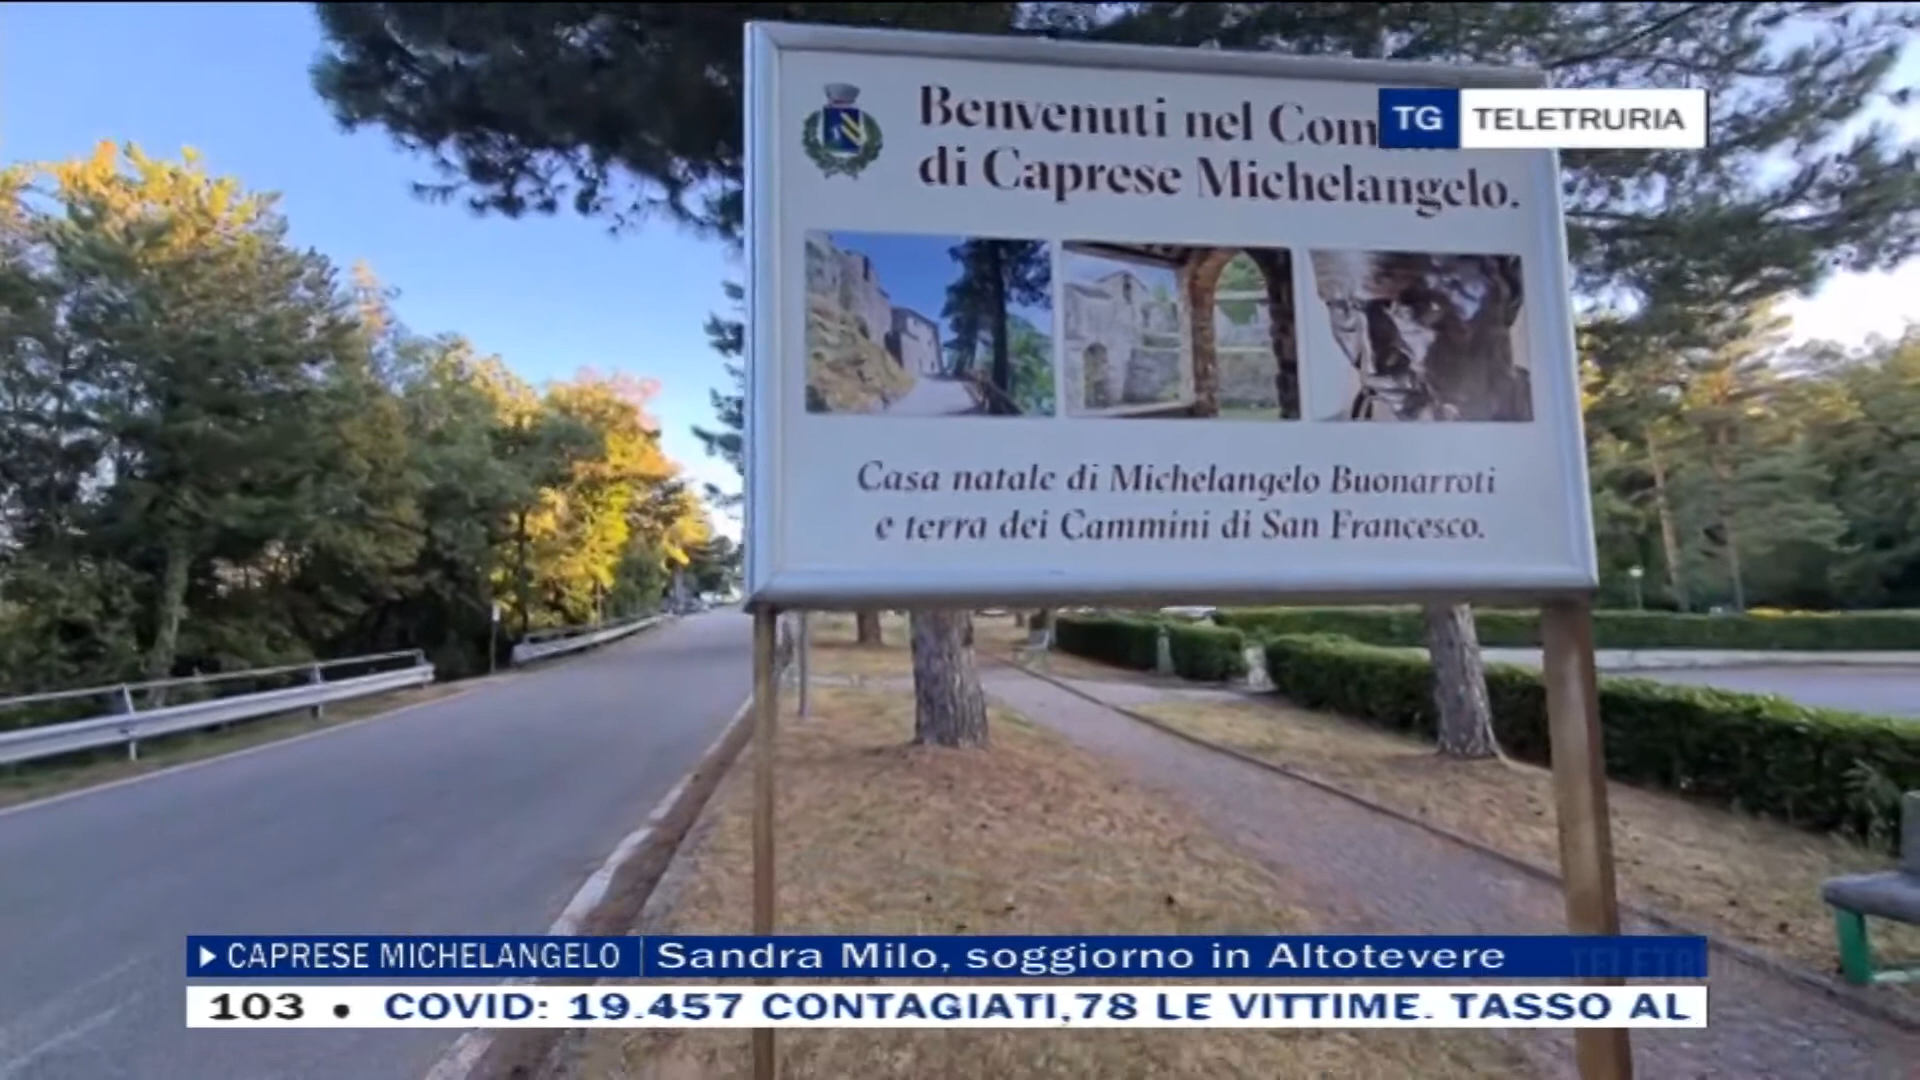 Benvenuti nel Com
di Caprese Michelangelo.
TG TELETRURIA
Casa natale di Michelangelo Buonarroti
e terra dei Cammini di San Francesco.
CAPRESE MICHELANGELO Sandra Milo, soggiorno in Altotevere
103 • COVID: 19.457 CONTAGIATI,78 LE VITTIME. TASSO AL